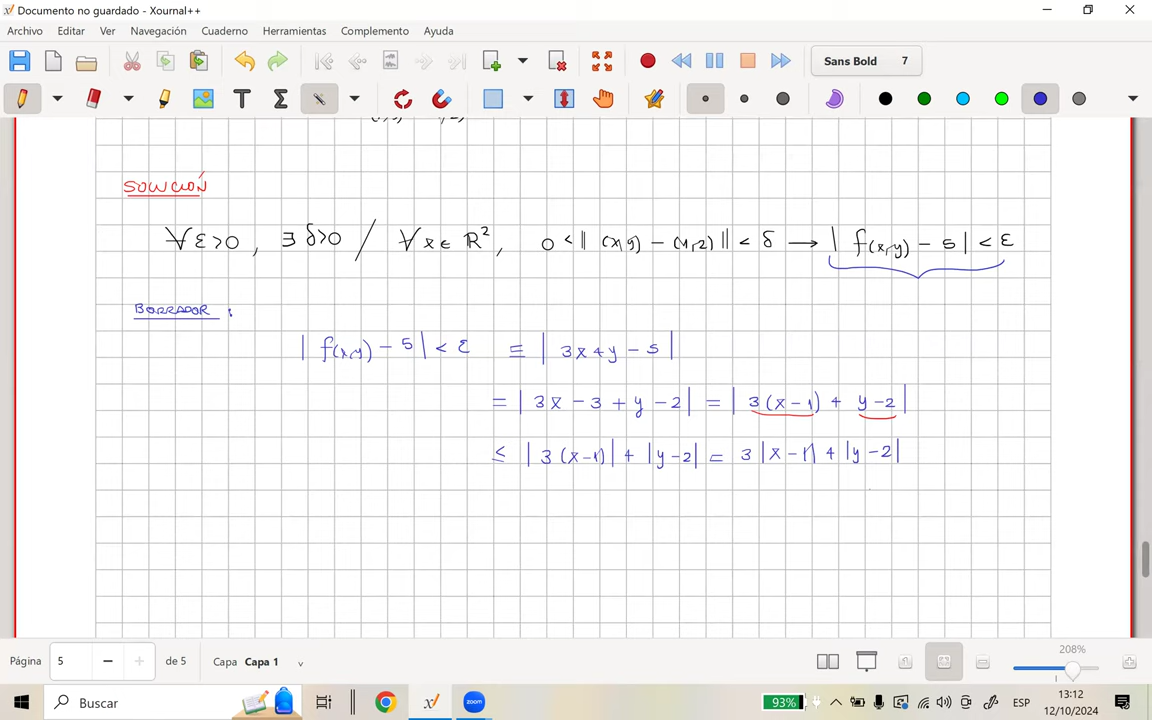 Documento no guardado - Xournal++
Archivo Editar Ver Navegación Cuaderno Herramientas Complemento Ayuda
Sans Bold 7
SOLUCIÓN
∀ε>0, ∃ δ>0 / ∀x∈ ℝ², 0<‖(x,y) − (1,2)‖<δ → |f(x,y) − 5|<ε
BORRADOR :
|f(x,y) − 5|<ε ≡ |3x+y − 5|
= |3x − 3 + y − 2| = |3(x−1) + y−2|
≤ |3(x−1)| + |y−2| = 3|x−1| + |y−2|
Página 5 de 5 Capa Capa 1 208%
Buscar 93% ESP 13:12
12/10/2024
zoom